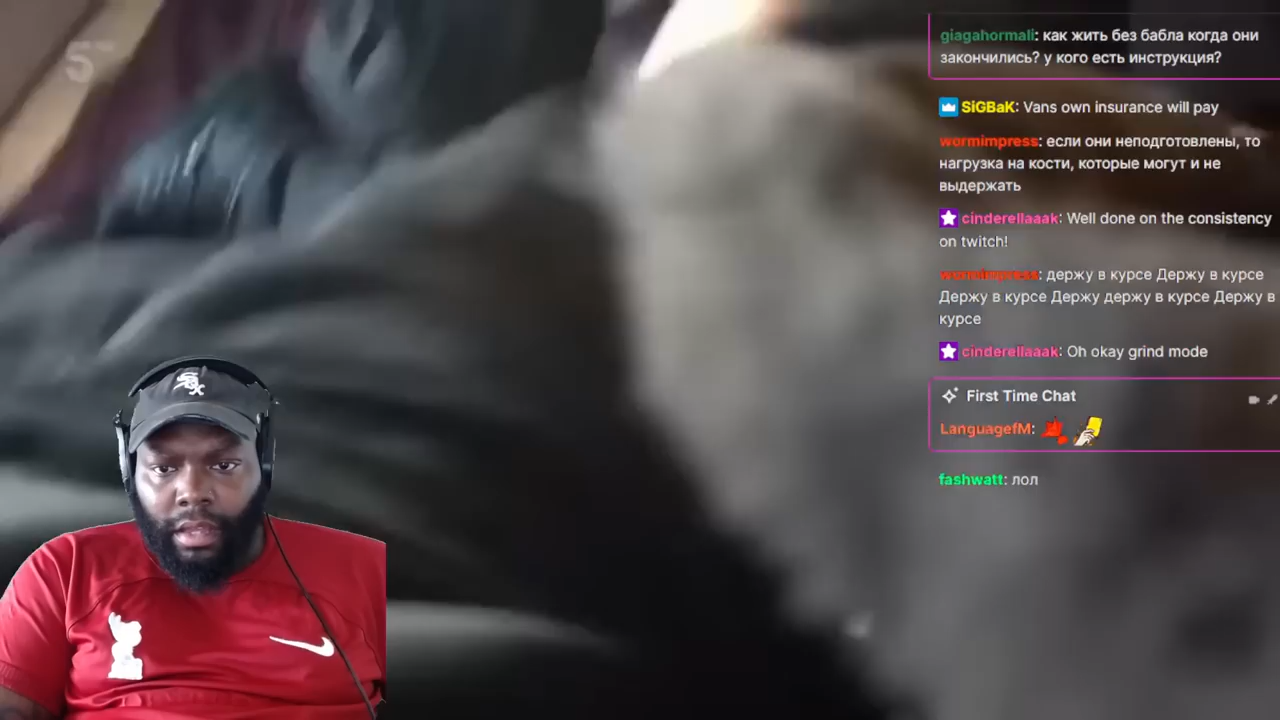 5
SOX
giagahormali: как жить без бабла когда они
закончились? у кого есть инструкция?
SiGBaK: Vans own insurance will pay
wormimpress: если они неподготовлены, то
нагрузка на кости, которые могут и не
выдержать
cinderellaaak: Well done on the consistency
on twitch!
wormimpress: держу в курсе Держу в курсе
Держу в курсе Держу держу в курсе Держу в
курсе
cinderellaaak: Oh okay grind mode
First Time Chat
LanguagefM:
fashwatt: лол